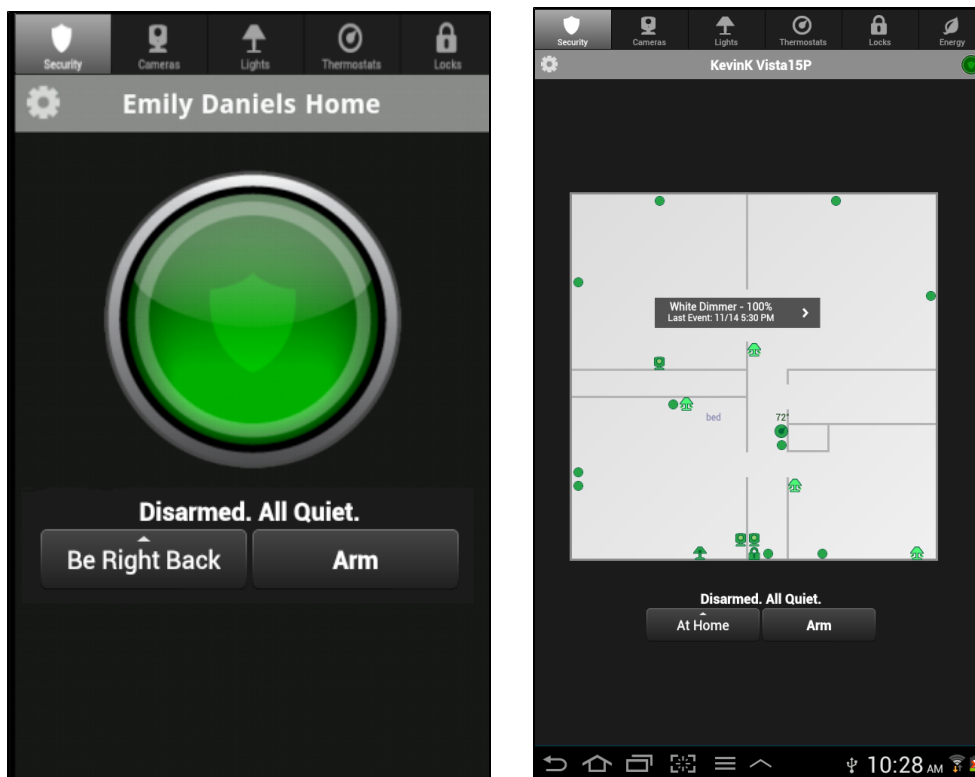 Security Cameras Lights Thermostats Locks
Emily Daniels Home
Disarmed. All Quiet.
Be Right Back Arm
Security Cameras Lights Thermostats Locks Energy
KevinK Vista15P
White Dimmer - 100%
Last Event: 11/14 5:30 PM
bed
72°
Disarmed. All Quiet.
At Home Arm
10:28 AM